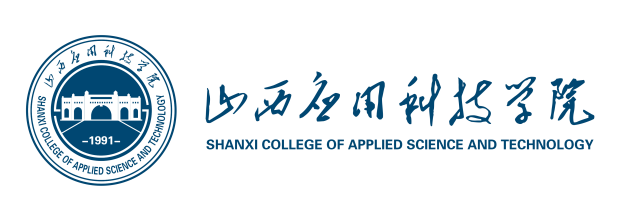 山西应用科技学院
SHANXI COLLEGE OF APPLIED SCIENCE AND TECHNOLOGY
-1991-
山西应用科技学院
SHANXI COLLEGE OF APPLIED SCIENCE AND TECHNOLOGY